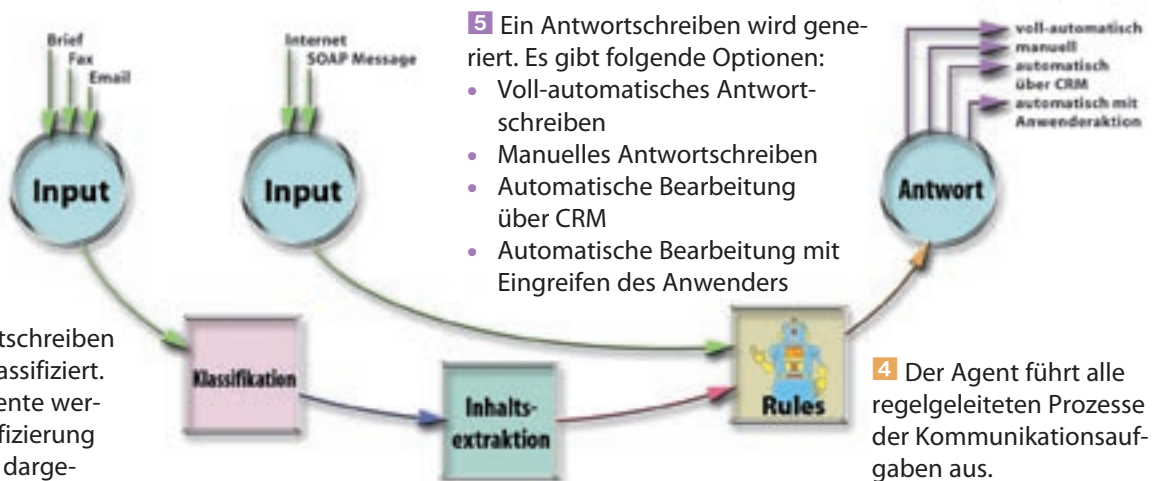 Brief
Fax
Email
Input
Internet
SOAP Message
Input
5 Ein Antwortschreiben wird gene-
riert. Es gibt folgende Optionen:
• Voll-automatisches Antwort-
schreiben
• Manuelles Antwortschreiben
• Automatische Bearbeitung
über CRM
• Automatische Bearbeitung mit
Eingreifen des Anwenders
voll-automatisch
manuell
automatisch
über CRM
automatisch mit
Anwenderaktion
Antwort
tschreiben
assifiziert.
ente wer-
fizierung
darge-
Klassifikation
Inhalts-
extraktion
Rules
4 Der Agent führt alle
regelgeleiteten Prozesse
der Kommunikationsauf-
gaben aus.